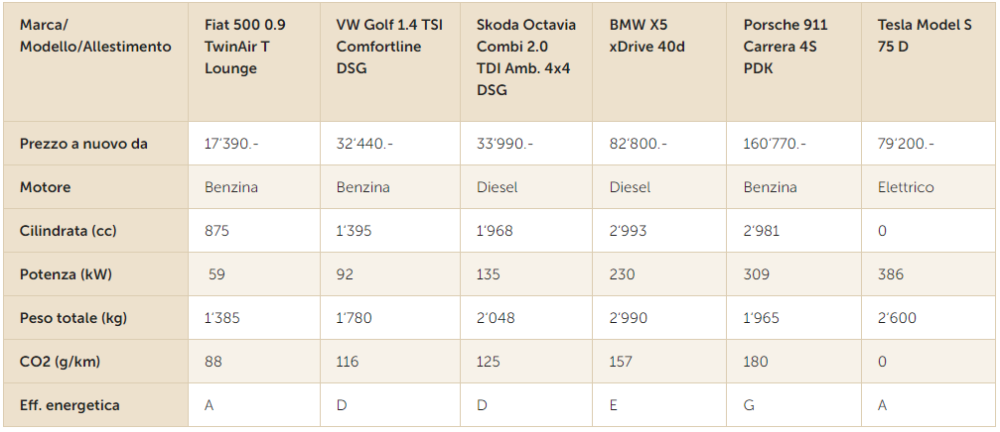 Marca/ Modello/Allestimento | Fiat 500 0.9 TwinAir T Lounge | VW Golf 1.4 TSI Comfortline DSG | Skoda Octavia Combi 2.0 TDI Amb. 4x4 DSG | BMW X5 xDrive 40d | Porsche 911 Carrera 4S PDK | Tesla Model S 75 D
Prezzo a nuovo da | 17'390.- | 32'440.- | 33'990.- | 82'800.- | 160'770.- | 79'200.-
Motore | Benzina | Benzina | Diesel | Diesel | Benzina | Elettrico
Cilindrata (cc) | 875 | 1'395 | 1'968 | 2'993 | 2'981 | 0
Potenza (kW) | 59 | 92 | 135 | 230 | 309 | 386
Peso totale (kg) | 1'385 | 1'780 | 2'048 | 2'990 | 1'965 | 2'600
CO2 (g/km) | 88 | 116 | 125 | 157 | 180 | 0
Eff. energetica | A | D | D | E | G | A